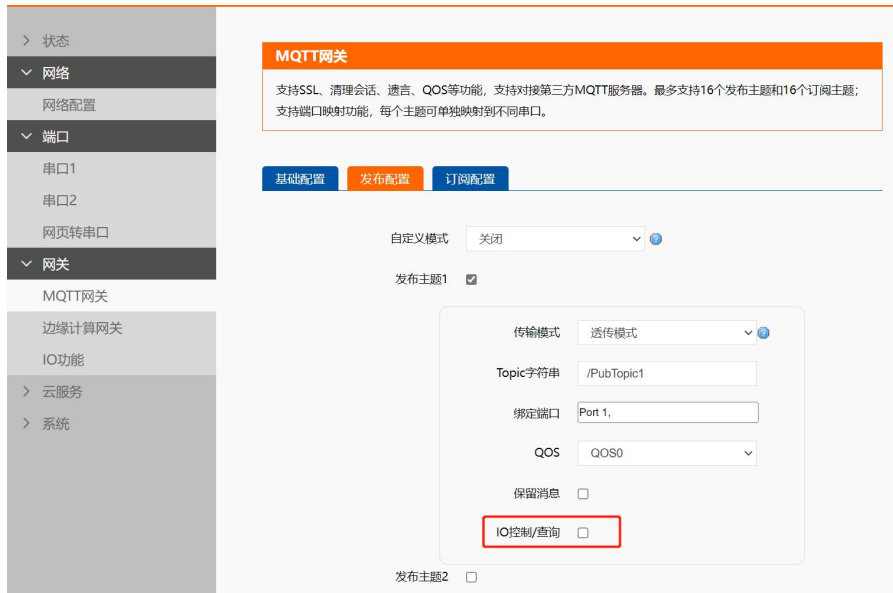 状态
网络
网络配置
端口
串口1
串口2
网页转串口
网关
MQTT网关
边缘计算网关
IO功能
云服务
系统
MQTT网关
支持SSL、清理会话、遗言、QOS等功能，支持对接第三方MQTT服务器。最多支持16个发布主题和16个订阅主题；
支持端口映射功能，每个主题可单独映射到不同串口。
基础配置 发布配置 订阅配置
自定义模式 关闭
发布主题1
传输模式 透传模式
Topic字符串 /PubTopic1
绑定端口 Port 1,
QOS QOS0
保留消息
IO控制/查询
发布主题2